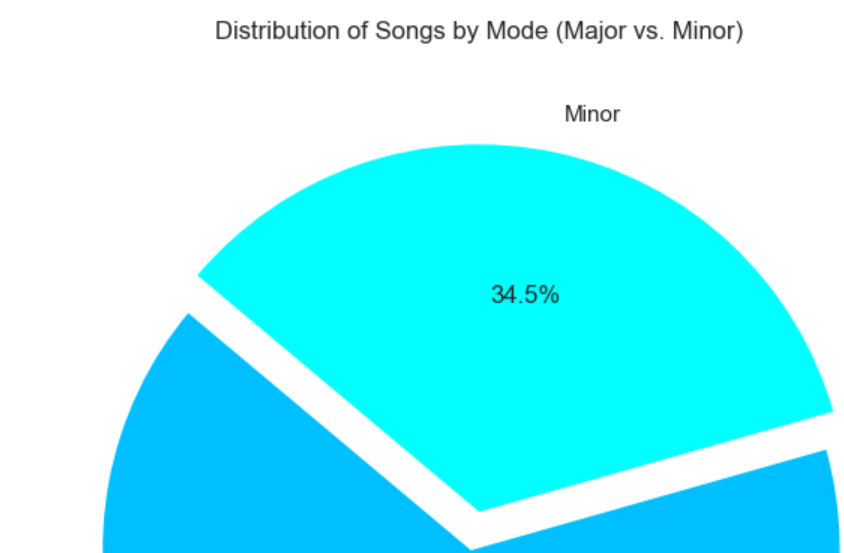 Distribution of Songs by Mode (Major vs. Minor)
Minor
34.5%